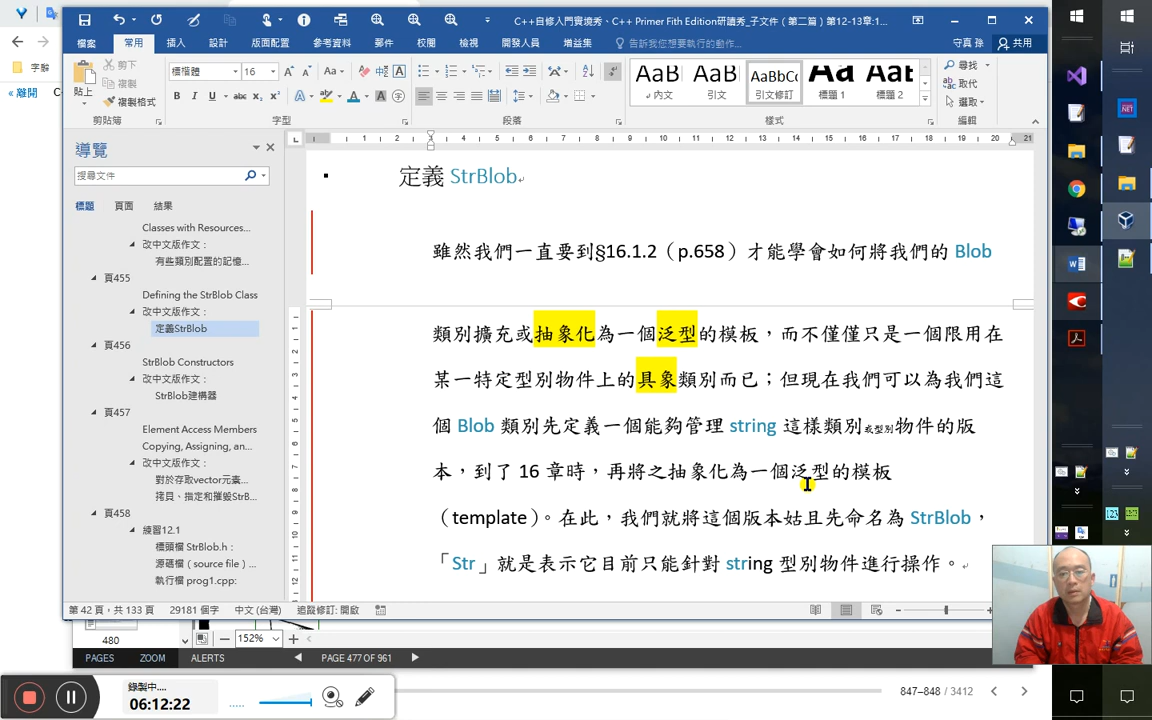 C++自修入門實境秀、C++ Primer Fith Edition研讀秀_子文件（第二篇）12-13章:1...
檔案 常用 插入 設計 版面配置 參考資料 郵件 校閱 檢視 開發人員 增益集 告訴我您想要執行的動作... 守真 孫 共用
字齡
« 離開
貼上 剪下 複製 複製格式
楷槢體 16
AaBbC AaBbC AaBbCc Aa Aat
內文 引文 引文修訂 標題 1 標題 2
尋找 取代 選取
剪貼簿 字型 段落 樣式 編輯
導覽
搜尋文件
標題 頁面 結果
Classes with Resources...
改中文版作文：
有些類別配置的記憶...
頁455
Defining the StrBlob Class
改中文版作文：
定義StrBlob
頁456
StrBlob Constructors
改中文版作文：
StrBlob建構器
頁457
Element Access Members
Copying, Assigning, an...
改中文版作文：
對於存取vector元素...
拷貝、指定和摧毀StrB...
頁458
練習12.1
標頭檔 StrBlob.h：
源碼檔（source file）...
執行檔 prog1.cpp:
定義 StrBlob
雖然我們一直要到§16.1.2（p.658）才能學會如何將我們的 Blob
類別擴充或抽象化為一個泛型的模板，而不僅僅只是一個限用在
某一特定型別物件上的具象類別而已；但現在我們可以為我們這
個 Blob 類別先定義一個能夠管理 string 這樣類別或型別物件的版
本，到了 16 章時，再將之抽象化為一個泛型的模板
（template）。在此，我們就將這個版本姑且先命名為 StrBlob，
「Str」就是表示它目前只能針對 string 型別物件進行操作。
第 42 頁，共 133 頁 29181 個字 中文 (台灣) 追蹤修訂: 開啟
480 152%
PAGES ZOOM ALERTS PAGE 477 OF 961
錄製中....
06:12:22
847–848 / 3412